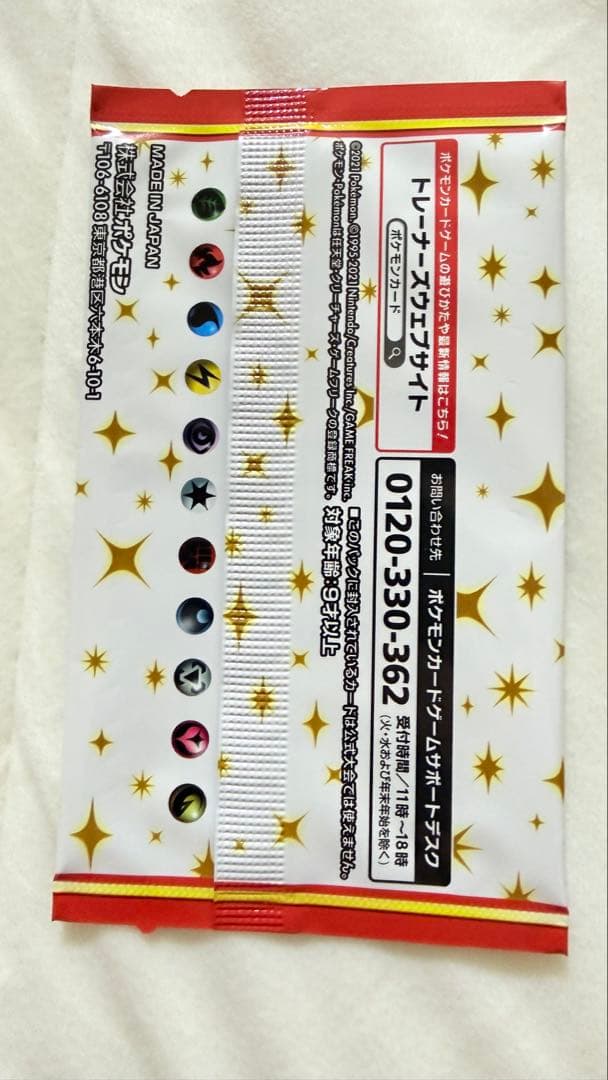 ポケモンカードゲームの遊びかたや最新情報はこちら!
トレーナーズウェブサイト
ポケモンカード
お問い合わせ先 ポケモンカードゲームサポートデスク
0120-330-362 受付時間/11時~18時
(火・水および年末年始を除く)
©2021 Pokémon. ©1995-2021 Nintendo/Creatures Inc./GAME FREAK inc.
ポケモン・Pokémonは任天堂・クリーチャーズ・ゲームフリークの登録商標です。
■このパックに封入されているカードは公式大会では使えません。
対象年齢:9才以上
MADE IN JAPAN
株式会社ポケモン
〒106-6108 東京都港区六本木6-10-1